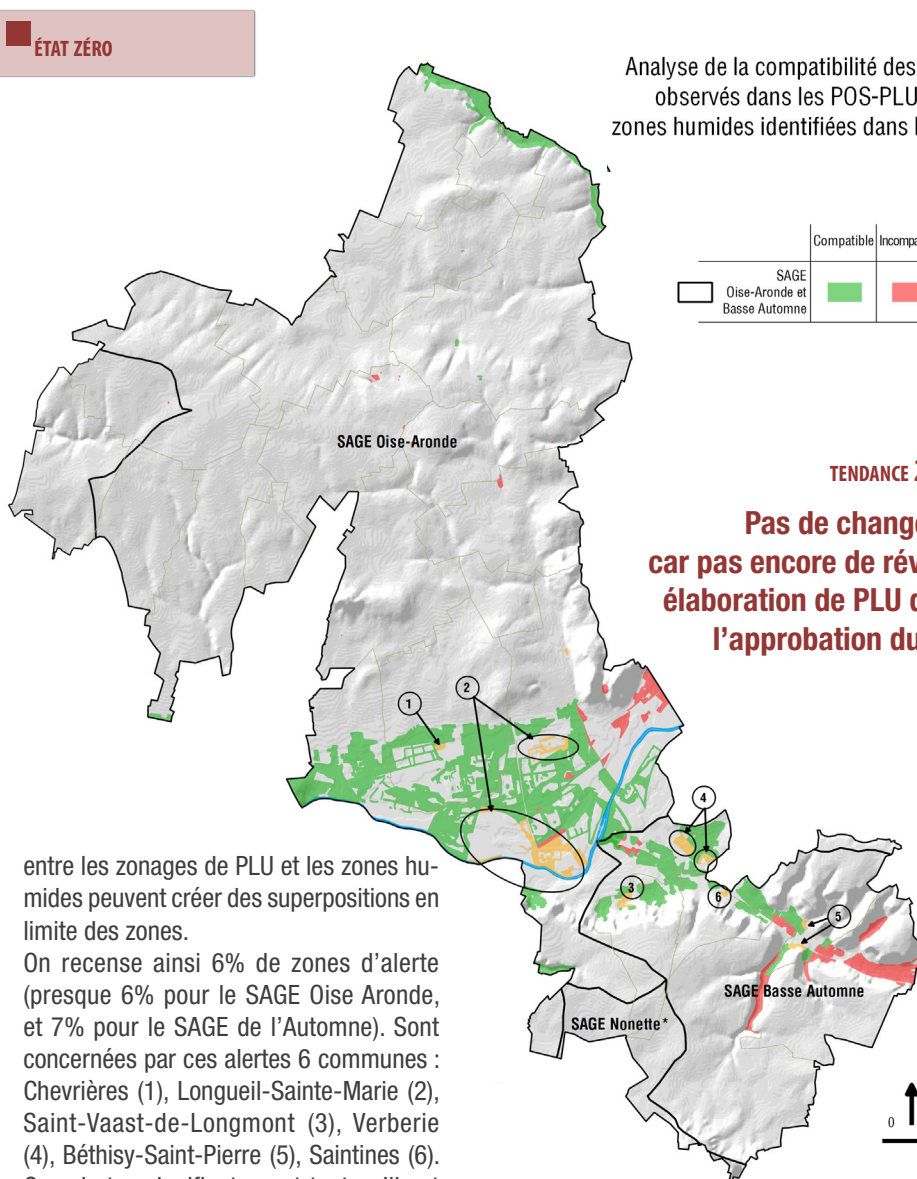 ÉTAT ZÉRO
Analyse de la compatibilité des
observés dans les POS-PLU
zones humides identifiées dans
Compatible
SAGE
Oise-Aronde et
Basse Automne
SAGE Oise-Aronde
TENDANCE
Pas de
car pas encore de
élaboration de PLU
l'approbation du
1
2
4
3
6
5
SAGE Basse Automne
SAGE Nonette*
0
entre les zonages de PLU et les zones hu-
mides peuvent créer des superpositions en
limite des zones.
On recense ainsi 6% de zones d'alerte
(presque 6% pour le SAGE Oise Aronde,
et 7% pour le SAGE de l'Automne). Sont
concernées par ces alertes 6 communes :
Chevrières (1), Longueil-Sainte-Marie (2),
Saint-Vaast-de-Longmont (3), Verberie
(4), Béthisy-Saint-Pierre (5), Saintines (6).